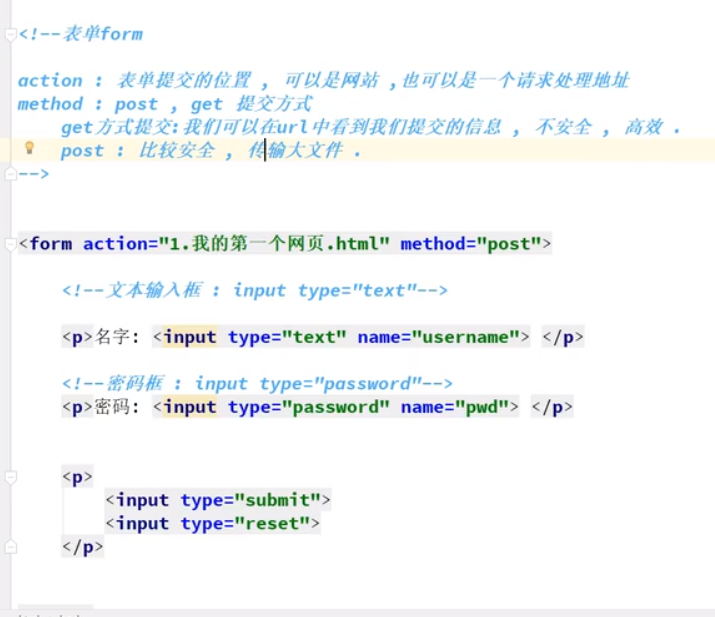 <!--表单form
action : 表单提交的位置 , 可以是网站 ,也可以是一个请求处理地址
method : post , get 提交方式
get方式提交:我们可以在url中看到我们提交的信息 , 不安全 , 高效 .
post : 比较安全 , 传输大文件 .
-->
<form action="1.我的第一个网页.html" method="post">
<!--文本输入框 : input type="text"-->
<p>名字: <input type="text" name="username"> </p>
<!--密码框 : input type="password"-->
<p>密码: <input type="password" name="pwd"> </p>
<p>
<input type="submit">
<input type="reset">
</p>